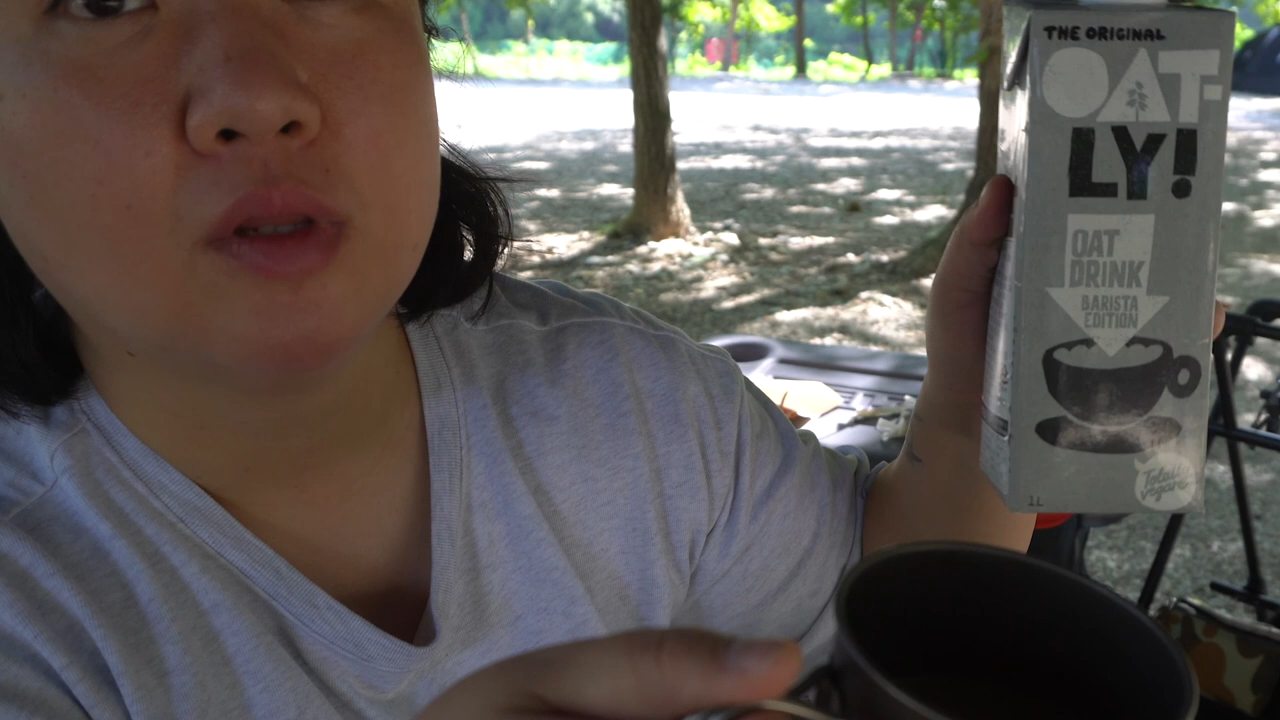 THE ORIGINAL
OAT-
LY!
OAT
DRINK
BARISTA
EDITION
Totally
vegan
1L